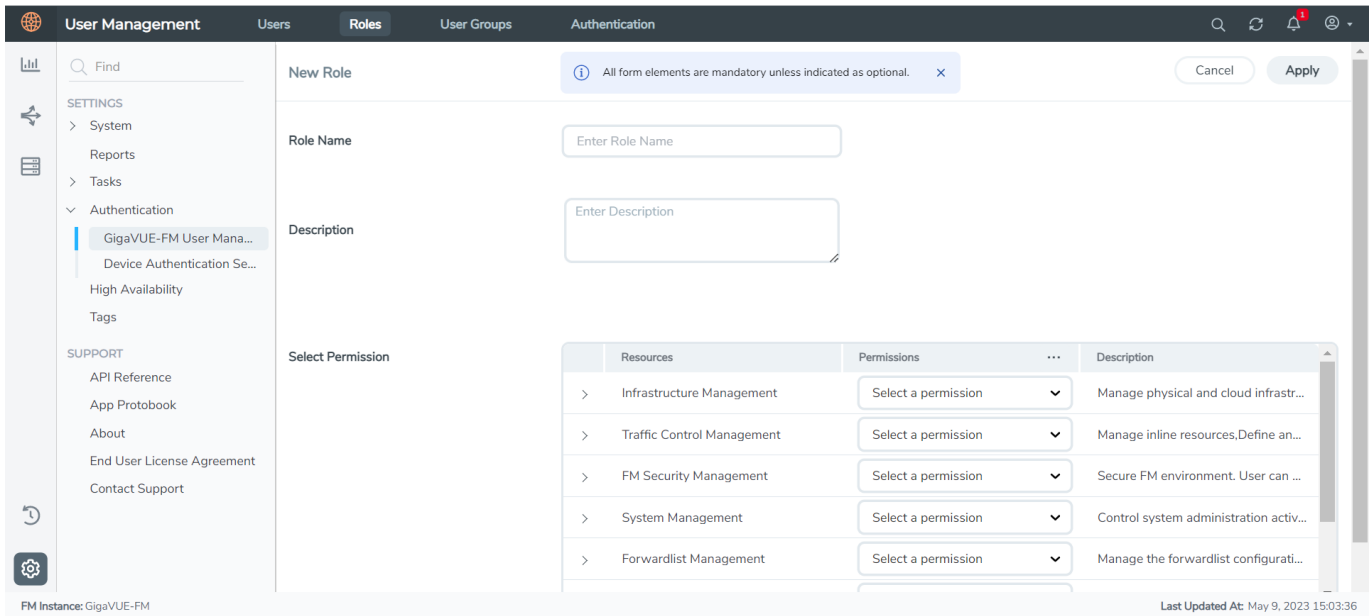 User Management Users Roles User Groups Authentication 1
Find
New Role
All form elements are mandatory unless indicated as optional.
Cancel Apply
SETTINGS
System
Reports
Tasks
Authentication
GigaVUE-FM User Mana...
Device Authentication Se...
High Availability
Tags
SUPPORT
API Reference
App Protobook
About
End User License Agreement
Contact Support
Role Name Enter Role Name
Description Enter Description
Select Permission
Resources Permissions ... Description
Infrastructure Management Select a permission Manage physical and cloud infrastr...
Traffic Control Management Select a permission Manage inline resources,Define an...
FM Security Management Select a permission Secure FM environment. User can ...
System Management Select a permission Control system administration activ...
Forwardlist Management Select a permission Manage the forwardlist configurati...
FM Instance: GigaVUE-FM Last Updated At: May 9, 2023 15:03:36